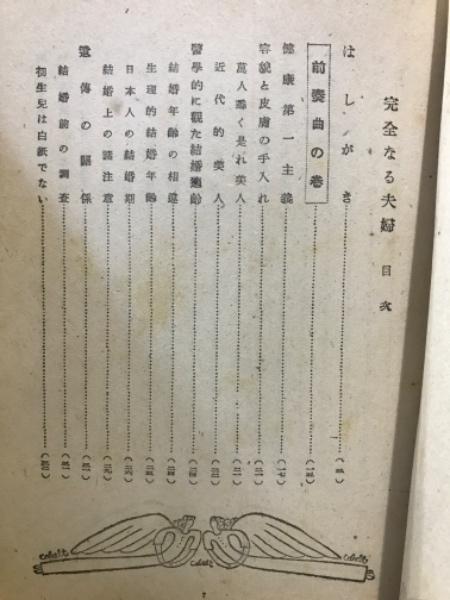 完全なる夫婦 目次
はしがき
前奏曲の巻
健康第一主義
容貌と皮膚の手入れ
萬人悉く是れ美人
近代的美人
醫學的に觀た結婚適齡
結婚年齡の相違
生理的結婚年齡
日本人の結婚期
結婚上の諸注意
遺傳の關係
結婚前の調査
初生兒は白紙でない
cobalt
cobalt
cobalt
7